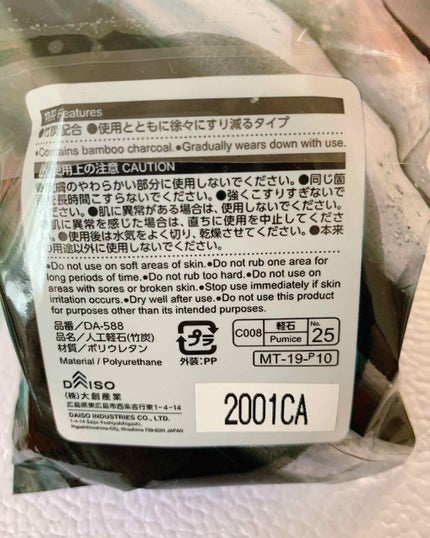 特長 Features
●竹炭配合 ●使用とともに徐々にすり減るタイプ
●Contains bamboo charcoal. ●Gradually wears down with use.
使用上の注意 CAUTION
●肌膚のやわらかい部分に使用しないでください。●同じ箇
所を長時間こすらないでください。●強くこすりすぎないで
ください。●肌に異常がある場合は、使用しないでください。
●肌に異常を感じた場合は、直ちに使用を中止してくださ
い。●使用後は水気をよく切り、乾燥させてください。●本来
の用途以外に使用しないでください。
●Do not use on soft areas of skin. ●Do not rub one area for
long periods of time. ●Do not rub too hard. ●Do not use on
areas with sores or broken skin. ●Stop use immediately if skin
irritation occurs. ●Dry well after use. ●Do not use this product
for purposes other than its intended purposes.
品番/DA-588
品名/人工軽石(竹炭)
材質/ポリウレタン
Material / Polyurethane
プラ
外装:PP
C008 軽石 Pumice No. 25
MT-19-P10
DAISO
(株)大創産業
広島県東広島市西条吉行東1-4-14
DAISO INDUSTRIES CO., LTD.
1-4-14 Saijo-Yoshiyukihigashi,
Higashihiroshima-City, Hiroshima 739-8501 JAPAN
2001CA